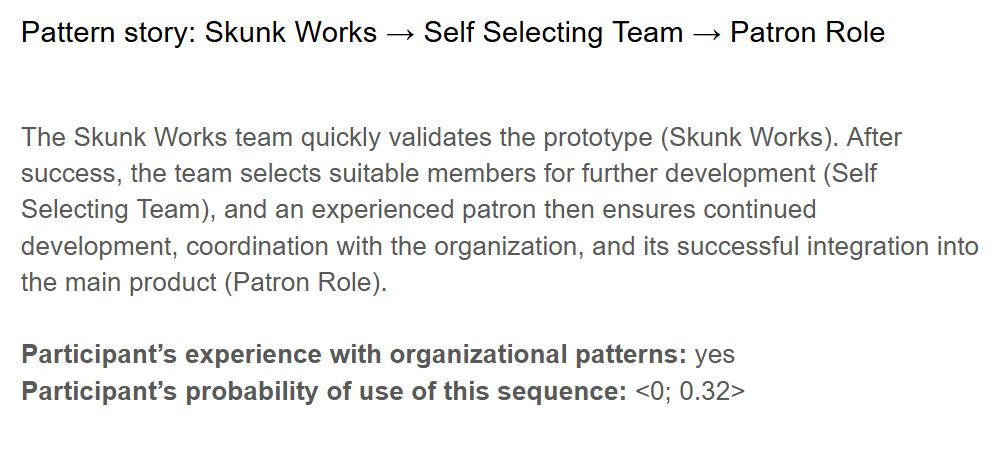 Pattern story: Skunk Works → Self Selecting Team → Patron Role
The Skunk Works team quickly validates the prototype (Skunk Works). After
success, the team selects suitable members for further development (Self
Selecting Team), and an experienced patron then ensures continued
development, coordination with the organization, and its successful integration into
the main product (Patron Role).
Participant’s experience with organizational patterns: yes
Participant’s probability of use of this sequence: <0; 0.32>